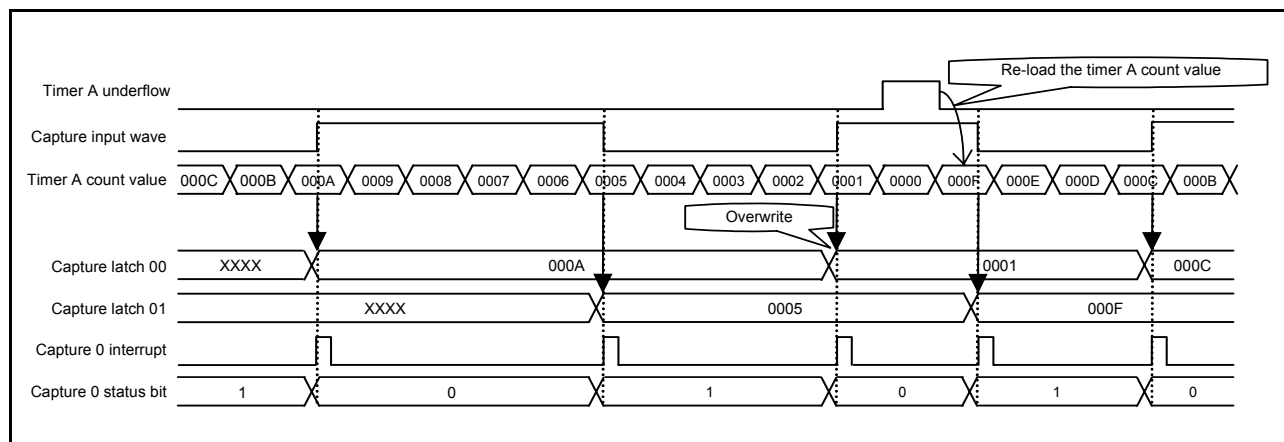 Re-load the timer A count value
Timer A underflow
Capture input wave
Timer A count value 000C 000B 000A 0009 0008 0007 0006 0005 0004 0003 0002 0001 0000 000F 000E 000D 000C 000B
Overwrite
Capture latch 00 XXXX 000A 0001 000C
Capture latch 01 XXXX 0005 000F
Capture 0 interrupt
Capture 0 status bit 1 0 1 0 1 0